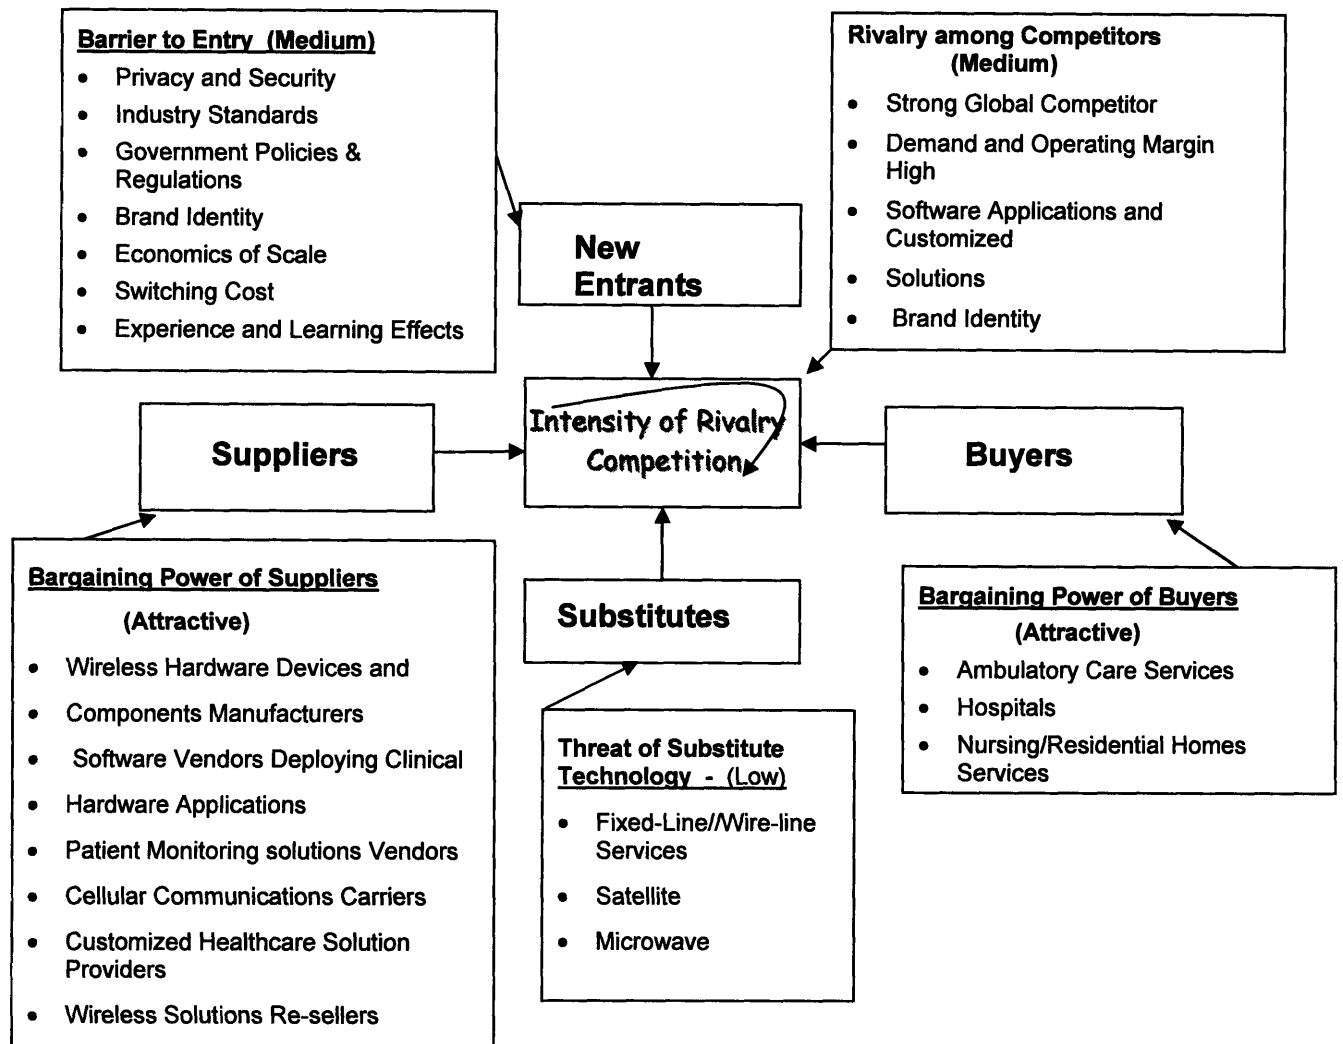 Barrier to Entry (Medium)
• Privacy and Security
• Industry Standards
• Government Policies &
Regulations
• Brand Identity
• Economics of Scale
• Switching Cost
• Experience and Learning Effects
Rivalry among Competitors
(Medium)
• Strong Global Competitor
• Demand and Operating Margin
High
• Software Applications and
Customized
• Solutions
• Brand Identity
New
Entrants
Suppliers
Intensity of Rivalry
Competition
Buyers
Substitutes
Bargaining Power of Suppliers
(Attractive)
• Wireless Hardware Devices and
• Components Manufacturers
• Software Vendors Deploying Clinical
• Hardware Applications
• Patient Monitoring solutions Vendors
• Cellular Communications Carriers
• Customized Healthcare Solution
Providers
• Wireless Solutions Re-sellers
Threat of Substitute
Technology - (Low)
• Fixed-Line//Wire-line
Services
• Satellite
• Microwave
Bargaining Power of Buyers
(Attractive)
• Ambulatory Care Services
• Hospitals
• Nursing/Residential Homes
Services